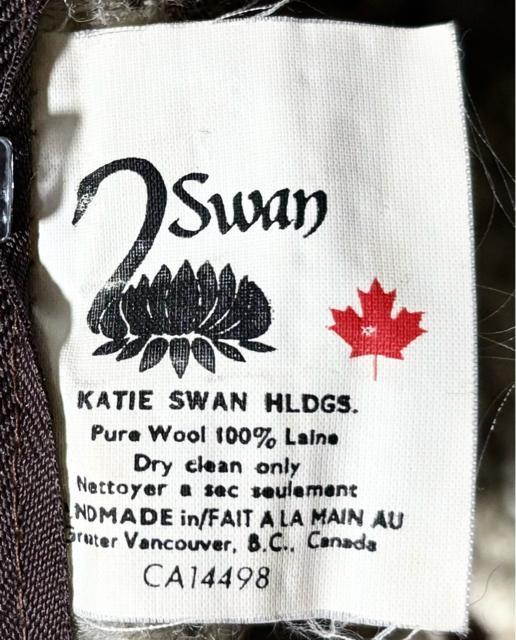 Swan
KATIE SWAN HLDGS.
Pure Wool 100% Laine
Dry clean only
Nettoyer a sec seulement
NDMADE in/FAIT A LA MAIN AU
reater Vancouver, B.C., Canada
CA14498